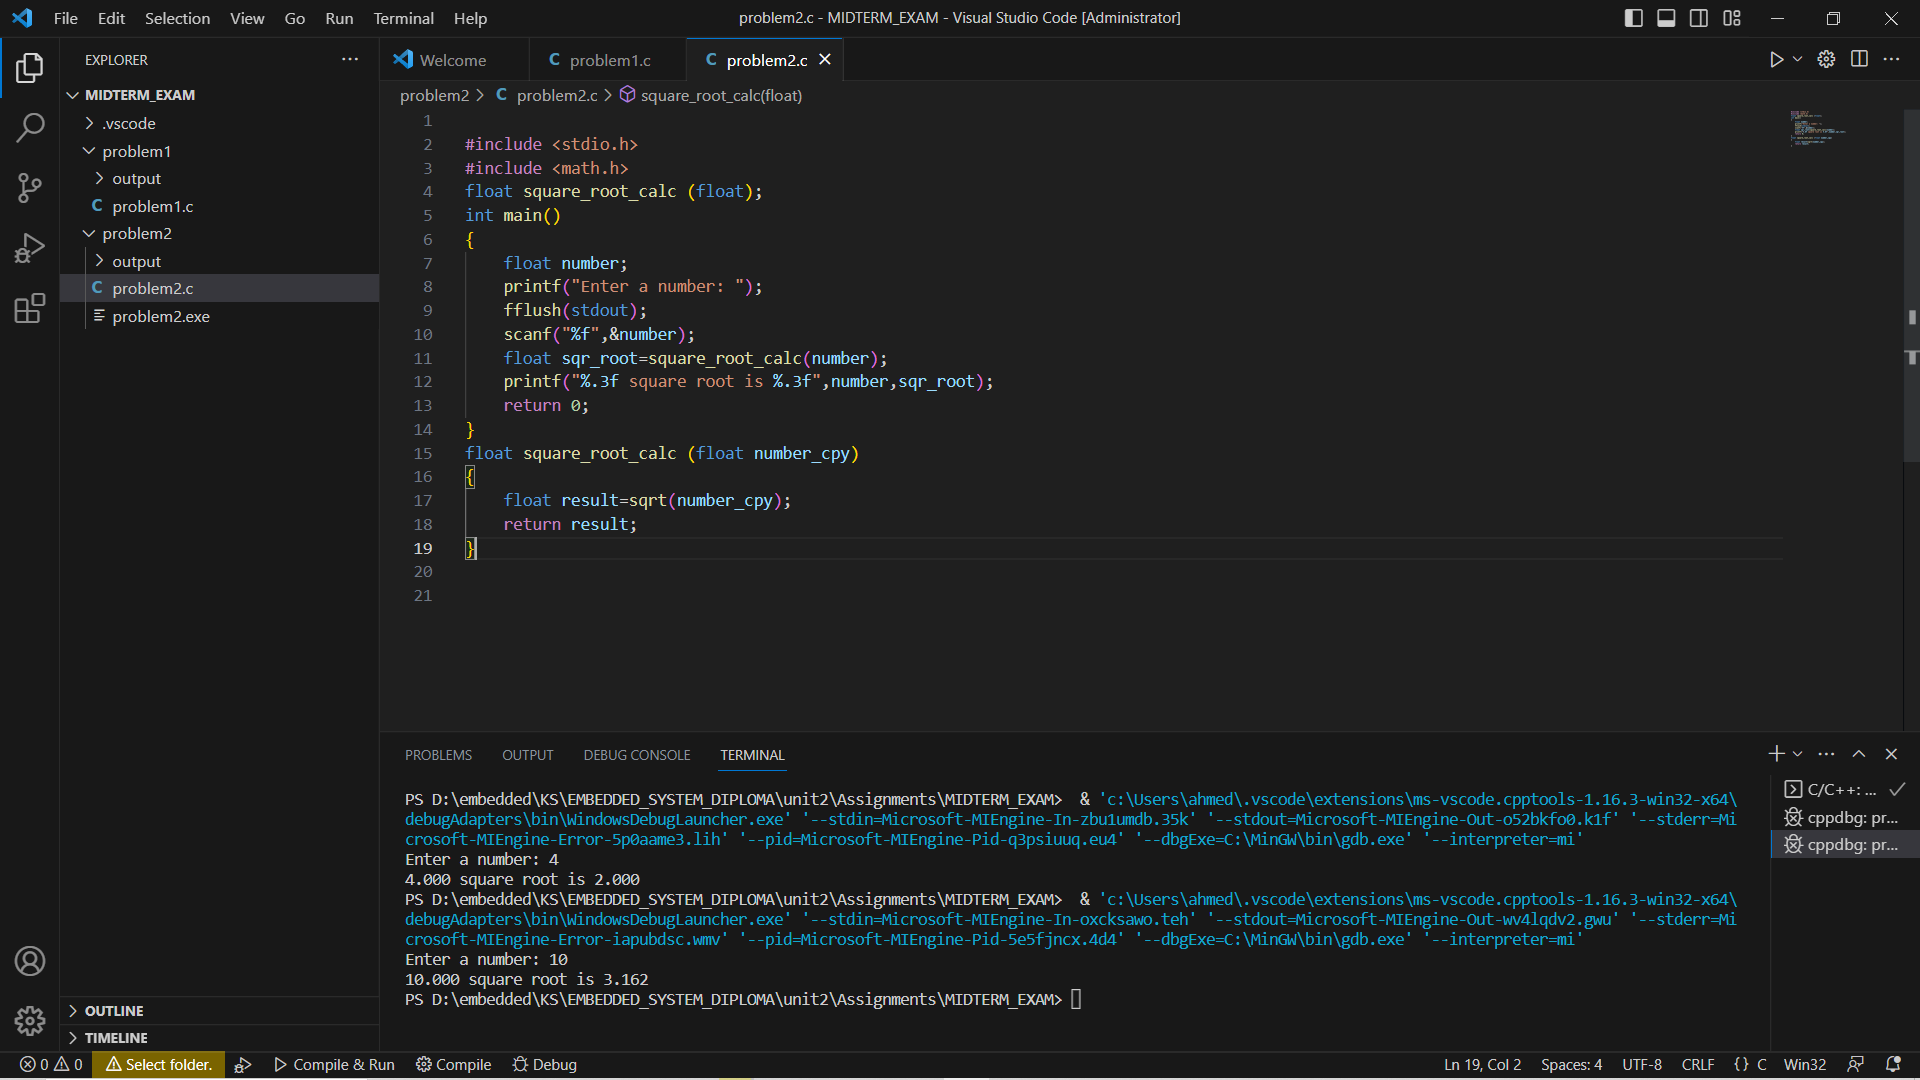 File Edit Selection View Go Run Terminal Help
problem2.c - MIDTERM_EXAM - Visual Studio Code [Administrator]
EXPLORER
MIDTERM_EXAM
.vscode
problem1
output
C problem1.c
problem2
output
C problem2.c
problem2.exe
OUTLINE
TIMELINE
Welcome
C problem1.c
C problem2.c
problem2 > C problem2.c > square_root_calc(float)
1
2 #include <stdio.h>
3 #include <math.h>
4 float square_root_calc (float);
5 int main()
6 {
7 float number;
8 printf("Enter a number: ");
9 fflush(stdout);
10 scanf("%f",&number);
11 float sqr_root=square_root_calc(number);
12 printf("%.3f square root is %.3f",number,sqr_root);
13 return 0;
14 }
15 float square_root_calc (float number_cpy)
16 {
17 float result=sqrt(number_cpy);
18 return result;
19 }
20
21
PROBLEMS OUTPUT DEBUG CONSOLE TERMINAL
PS D:\embedded\KS\EMBEDDED_SYSTEM_DIPLOMA\unit2\Assignments\MIDTERM_EXAM> & 'c:\Users\ahmed\.vscode\extensions\ms-vscode.cpptools-1.16.3-win32-x64\
debugAdapters\bin\WindowsDebugLauncher.exe' '--stdin=Microsoft-MIEngine-In-zbu1umdb.35k' '--stdout=Microsoft-MIEngine-Out-o52bkfo0.k1f' '--stderr=Mi
crosoft-MIEngine-Error-5p0aame3.lih' '--pid=Microsoft-MIEngine-Pid-q3psiuuq.eu4' '--dbgExe=C:\MinGW\bin\gdb.exe' '--interpreter=mi'
Enter a number: 4
4.000 square root is 2.000
PS D:\embedded\KS\EMBEDDED_SYSTEM_DIPLOMA\unit2\Assignments\MIDTERM_EXAM> & 'c:\Users\ahmed\.vscode\extensions\ms-vscode.cpptools-1.16.3-win32-x64\
debugAdapters\bin\WindowsDebugLauncher.exe' '--stdin=Microsoft-MIEngine-In-oxcksawo.teh' '--stdout=Microsoft-MIEngine-Out-wv4lqdv2.gwu' '--stderr=Mi
crosoft-MIEngine-Error-iapubdsc.wmv' '--pid=Microsoft-MIEngine-Pid-5e5fjncx.4d4' '--dbgExe=C:\MinGW\bin\gdb.exe' '--interpreter=mi'
Enter a number: 10
10.000 square root is 3.162
PS D:\embedded\KS\EMBEDDED_SYSTEM_DIPLOMA\unit2\Assignments\MIDTERM_EXAM>
C/C++: ...
cppdbg: pr...
cppdbg: pr...
0 0 Select folder. Compile & Run Compile Debug
Ln 19, Col 2 Spaces: 4 UTF-8 CRLF {} C Win32